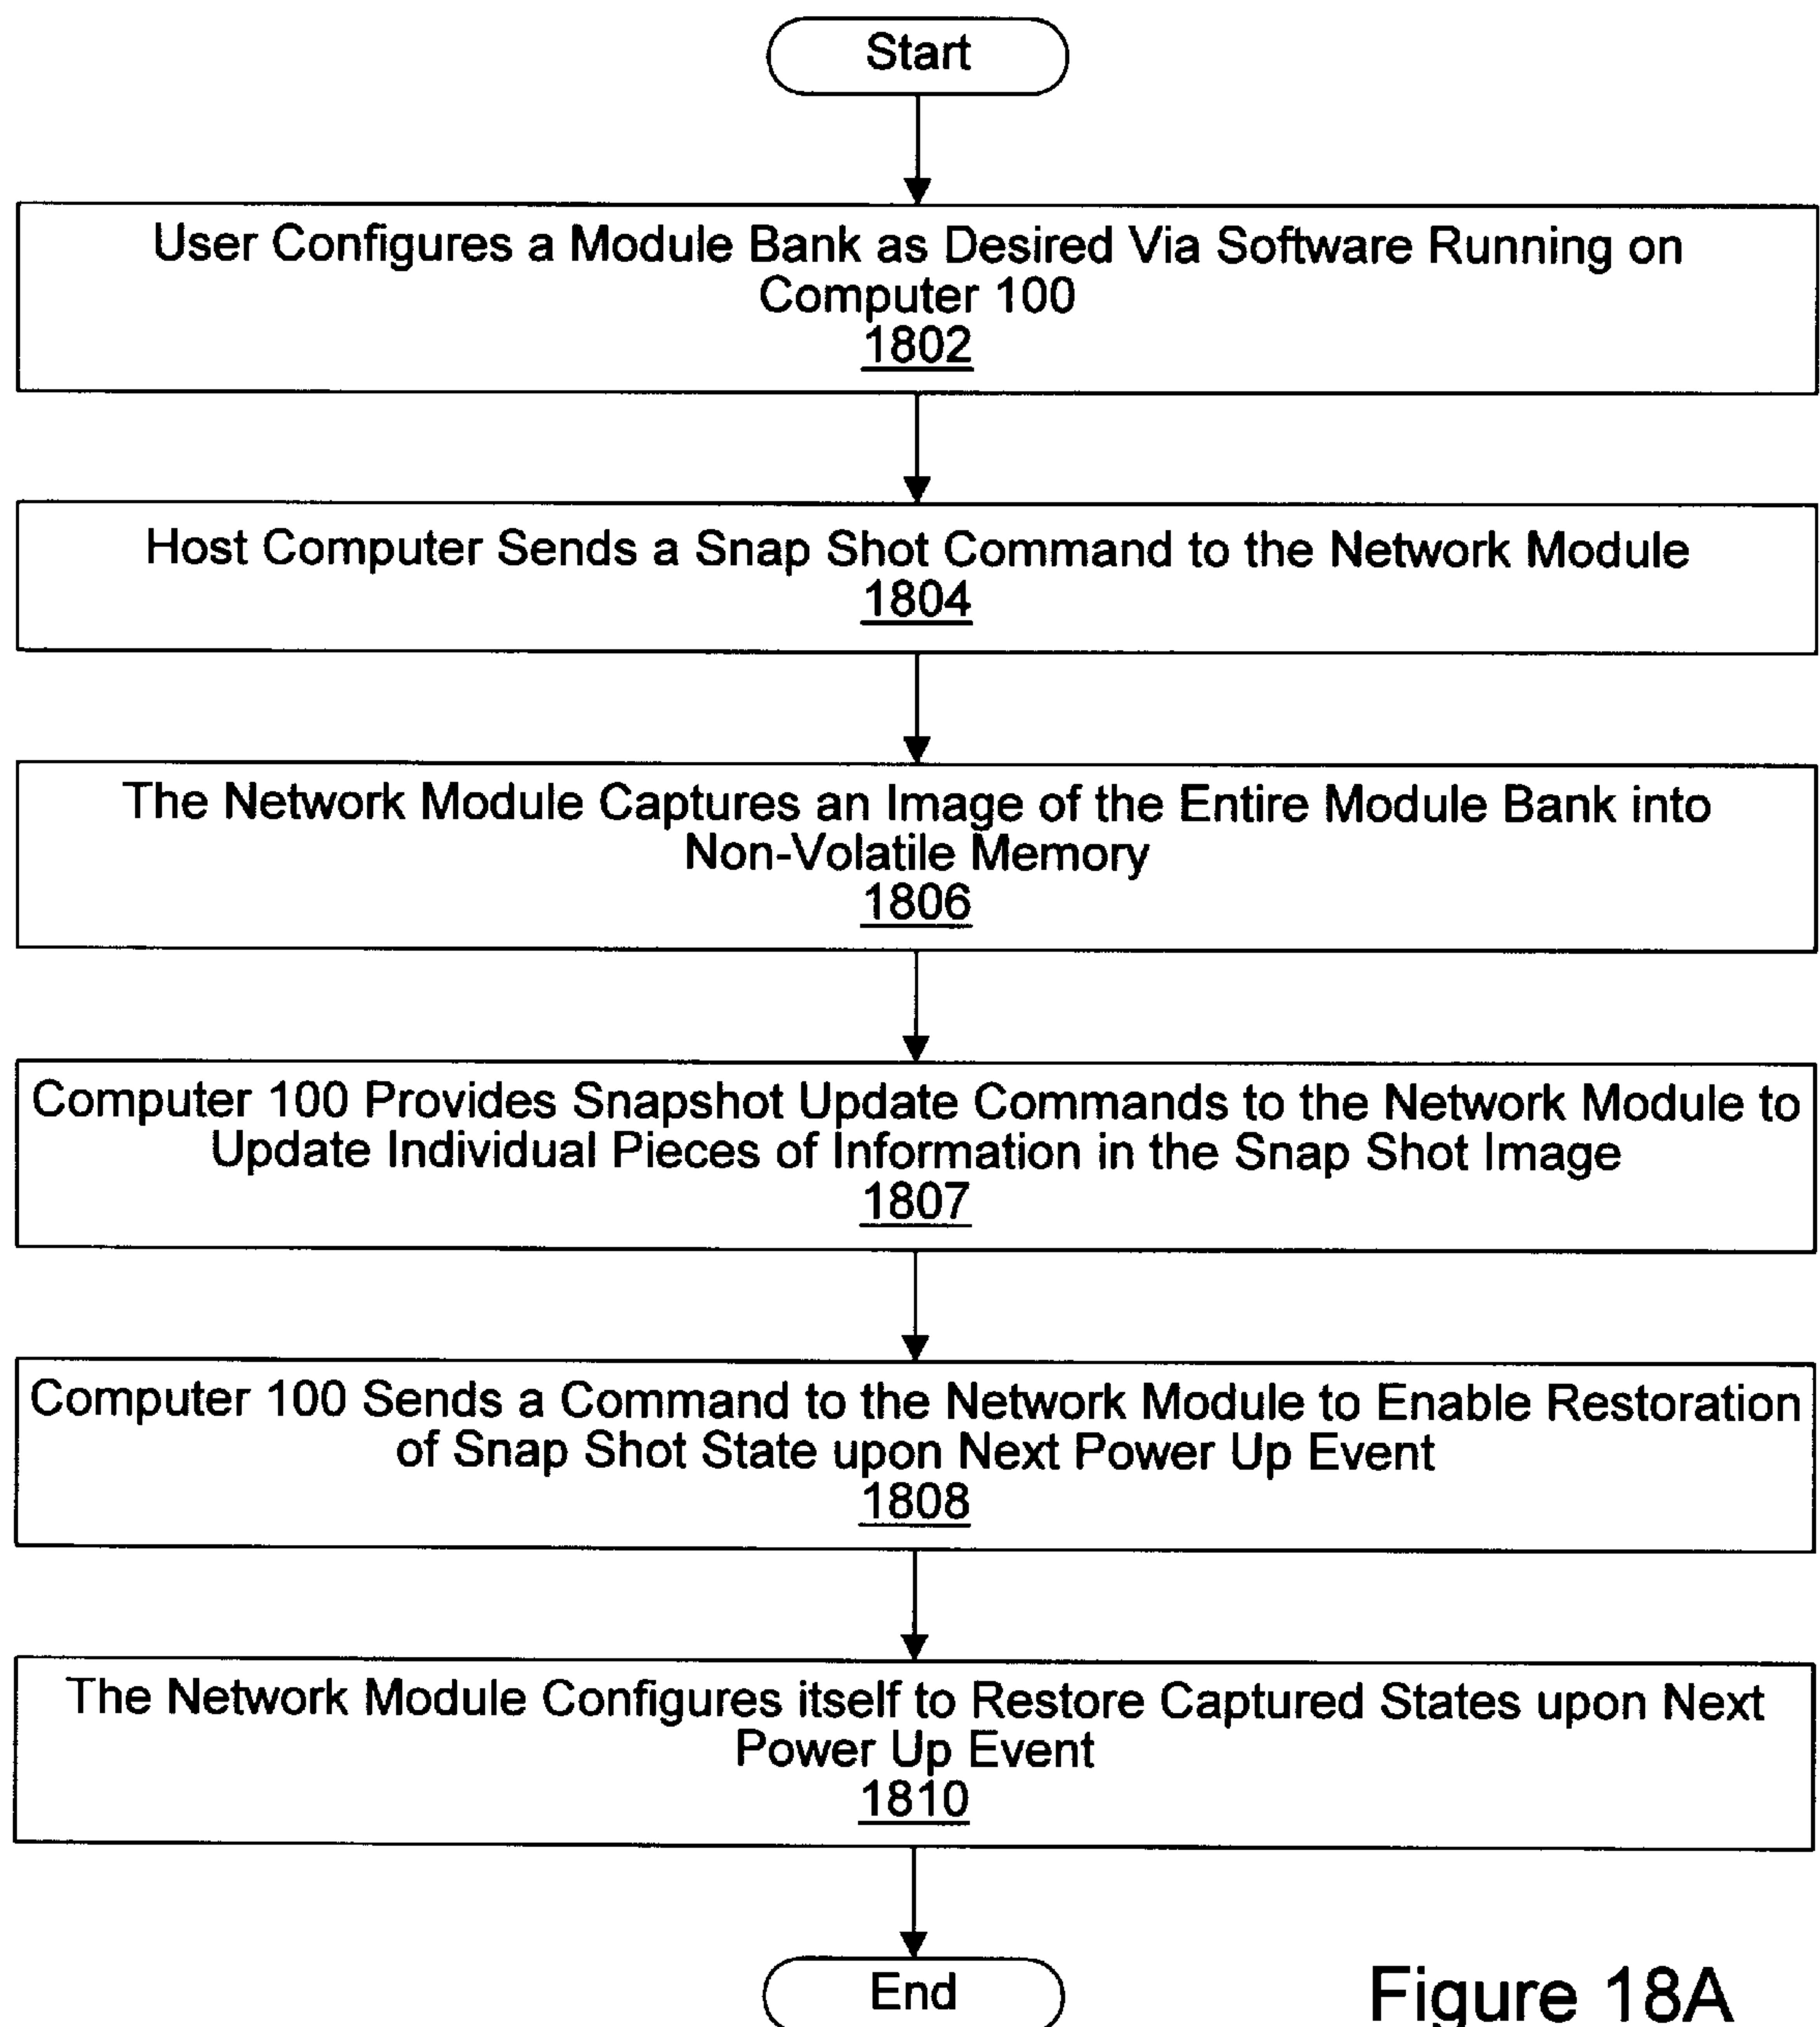 Start
User Configures a Module Bank as Desired Via Software Running on
Computer 100
1802
Host Computer Sends a Snap Shot Command to the Network Module
1804
The Network Module Captures an Image of the Entire Module Bank into
Non-Volatile Memory
1806
Computer 100 Provides Snapshot Update Commands to the Network Module to
Update Individual Pieces of Information in the Snap Shot Image
1807
Computer 100 Sends a Command to the Network Module to Enable Restoration
of Snap Shot State upon Next Power Up Event
1808
The Network Module Configures itself to Restore Captured States upon Next
Power Up Event
1810
End
Figure 18A